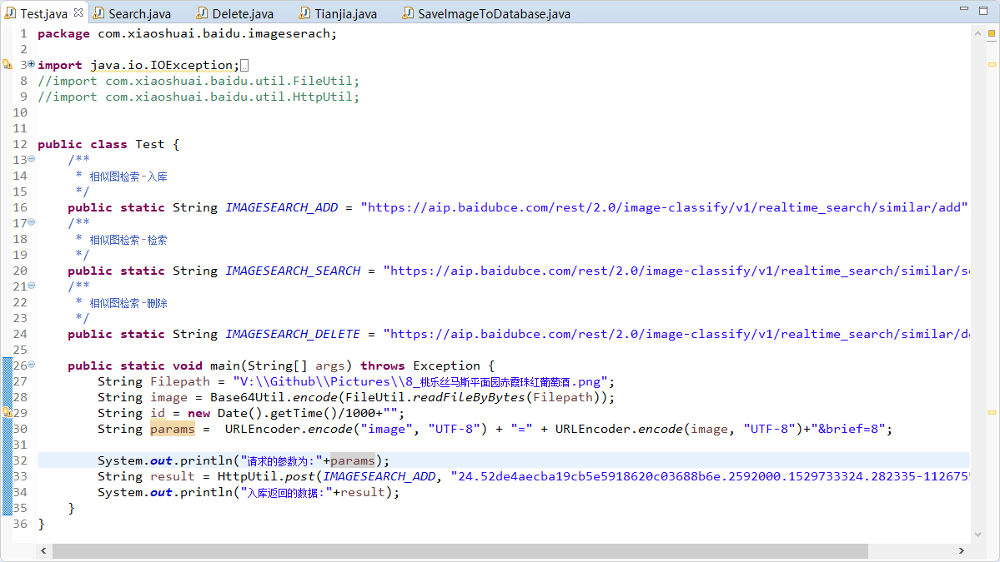 Test.java Search.java Delete.java Tianjia.java SaveImageToDatabase.java
1 package com.xiaoshuai.baidu.imageserach;
2
3 import java.io.IOException;
8 //import com.xiaoshuai.baidu.util.FileUtil;
9 //import com.xiaoshuai.baidu.util.HttpUtil;
10
11
12 public class Test {
13 /**
14 * 相似图检索-入库
15 */
16 public static String IMAGESEARCH_ADD = "https://aip.baidubce.com/rest/2.0/image-classify/v1/realtime_search/similar/add"
17 /**
18 * 相似图检索-检索
19 */
20 public static String IMAGESEARCH_SEARCH = "https://aip.baidubce.com/rest/2.0/image-classify/v1/realtime_search/similar/se
21 /**
22 * 相似图检索-删除
23 */
24 public static String IMAGESEARCH_DELETE = "https://aip.baidubce.com/rest/2.0/image-classify/v1/realtime_search/similar/de
25
26 public static void main(String[] args) throws Exception {
27 String Filepath = "V:\\Github\\Pictures\\8_桃乐丝马斯平面园赤霞珠红葡萄酒.png";
28 String image = Base64Util.encode(FileUtil.readFileByBytes(Filepath));
29 String id = new Date().getTime()/1000+"";
30 String params = URLEncoder.encode("image", "UTF-8") + "=" + URLEncoder.encode(image, "UTF-8")+"&brief=8";
31
32 System.out.println("请求的参数为:"+params);
33 String result = HttpUtil.post(IMAGESEARCH_ADD, "24.52de4aecba19cb5e5918620c03688b6e.2592000.1529733324.282335-1126755
34 System.out.println("入库返回的数据:"+result);
35 }
36 }